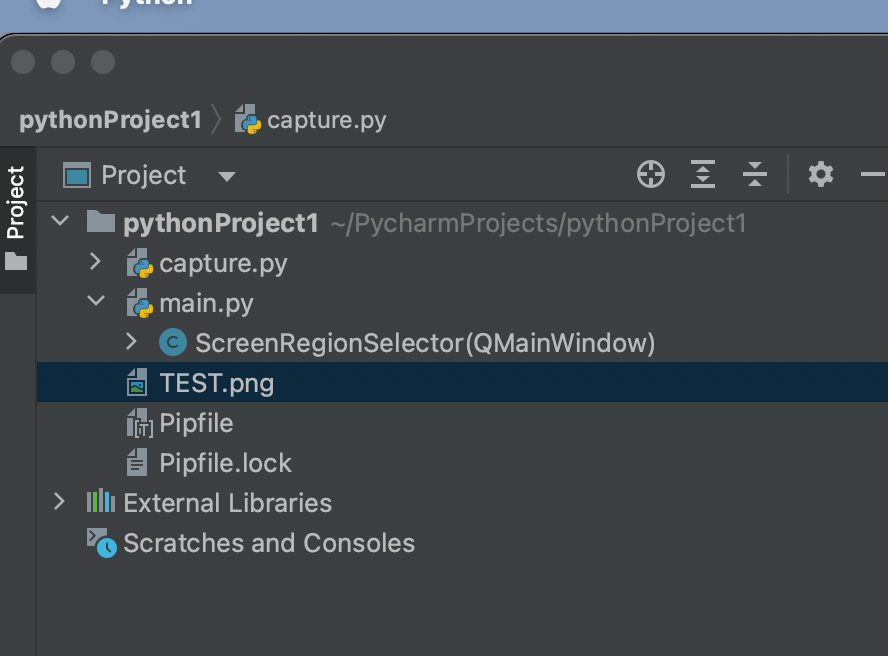 Python
pythonProject1 capture.py
Project
Project
pythonProject1 ~/PycharmProjects/pythonProject1
capture.py
main.py
C ScreenRegionSelector(QMainWindow)
TEST.png
Pipfile
Pipfile.lock
External Libraries
Scratches and Consoles